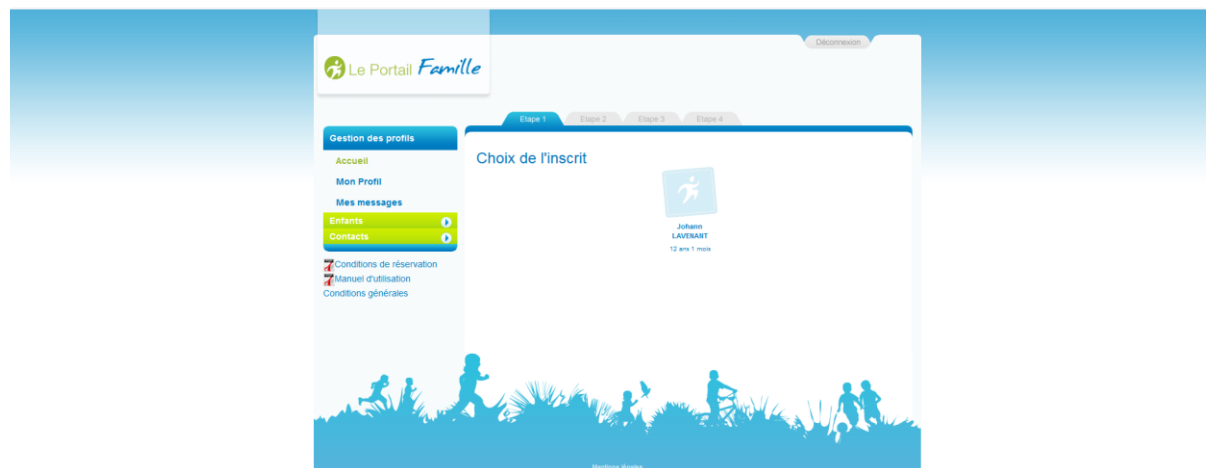 Déconnexion
Le Portail Famille
Etape 1 Etape 2 Etape 3 Etape 4
Gestion des profils
Accueil
Mon Profil
Mes messages
Enfants
Contacts
Conditions de réservation
Manuel d'utilisation
Conditions générales
Choix de l'inscrit
Johann
LAVENANT
12 ans 1 mois
Mentions légales